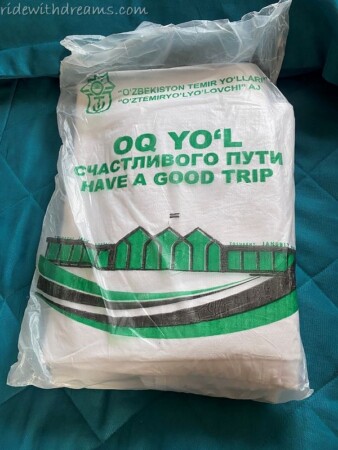 ridewithdreams.com
"O'ZBEKISTON TEMIR YO'LLARI"
"O'ZTEMIRYO'LYO'LOVCHI" AJ
OQ YO'L
СЧАСТЛИВОГО ПУТИ
HAVE A GOOD TRIP